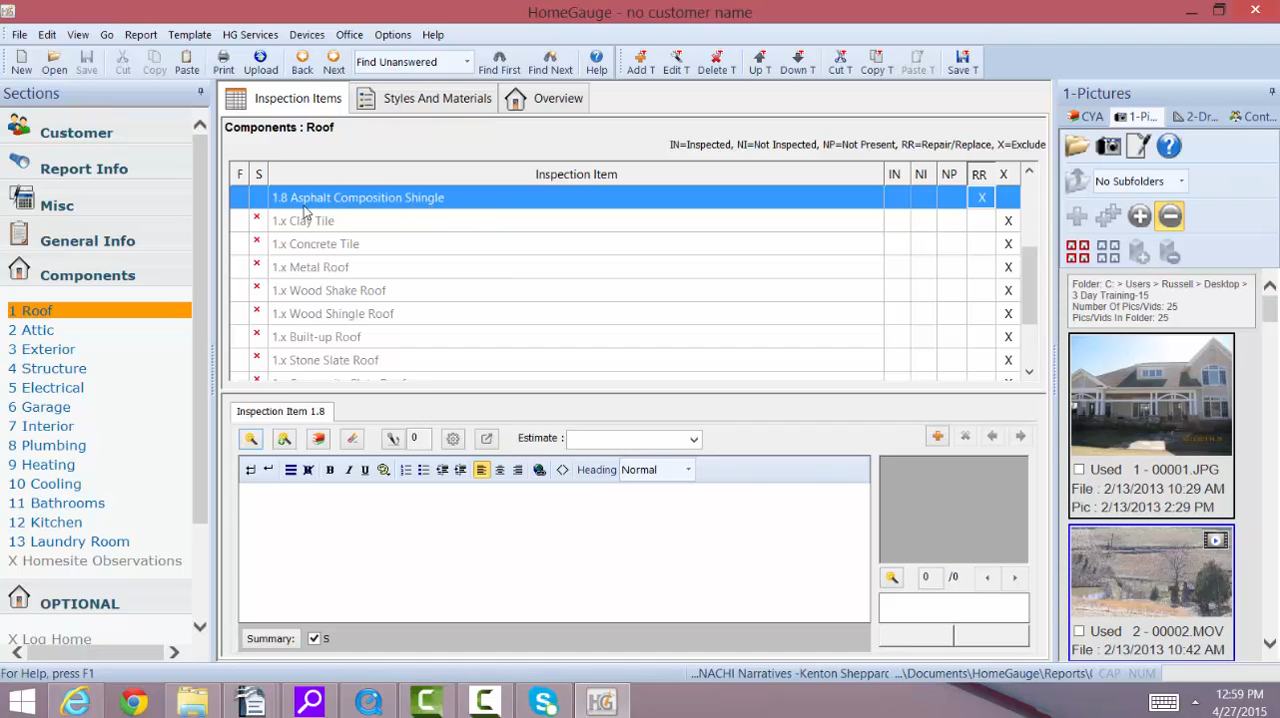 HG HomeGauge - no customer name
File Edit View Go Report Template HG Services Devices Office Options Help
New Open Save Cut Copy Paste Print Upload Back Next Find Unanswered Find First Find Next Help Add T Edit T Delete T Up T Down T Cut T Copy T Paste T Save T
Sections
Customer
Report Info
Misc
General Info
Components
1 Roof
2 Attic
3 Exterior
4 Structure
5 Electrical
6 Garage
7 Interior
8 Plumbing
9 Heating
10 Cooling
11 Bathrooms
12 Kitchen
13 Laundry Room
X Homesite Observations
OPTIONAL
X Log Home
Inspection Items Styles And Materials Overview
Components : Roof
IN=Inspected, NI=Not Inspected, NP=Not Present, RR=Repair/Replace, X=Exclude
F S Inspection Item IN NI NP RR X
1.8 Asphalt Composition Shingle X
1.x Clay Tile X
1.x Concrete Tile X
1.x Metal Roof X
1.x Wood Shake Roof X
1.x Wood Shingle Roof X
1.x Built-up Roof X
1.x Stone Slate Roof X
Inspection Item 1.8
0 Estimate :
B I U Heading Normal
0 /0
Summary: S
1-Pictures
CYA 1-Pi... 2-Dr... Cont...
No Subfolders
Folder: C: > Users > Russell > Desktop >
3 Day Training-15
Number Of Pics/Vids: 25
Pics/Vids In Folder: 25
Used 1 - 00001.JPG
File : 2/13/2013 10:29 AM
Pic : 2/13/2013 2:29 PM
Used 2 - 00002.MOV
File : 2/13/2013 10:42 AM
For Help, press F1
...NACHI Narratives -Kenton Sheppard ...\Documents\HomeGauge\Reports\ CAP NUM
HG
12:59 PM
4/27/2015